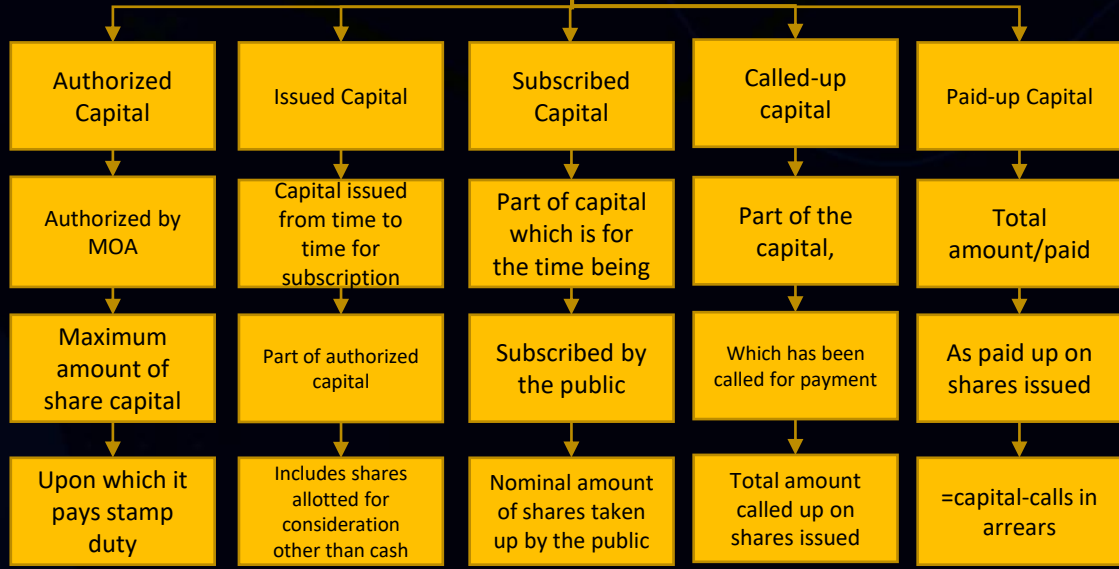 Authorized
Capital
Issued Capital
Subscribed
Capital
Called-up
capital
Paid-up Capital
Authorized by
MOA
Capital issued
from time to
time for
subscription
Part of capital
which is for
the time being
Part of the
capital,
Total
amount/paid
Maximum
amount of
share capital
Part of authorized
capital
Subscribed by
the public
Which has been
called for payment
As paid up on
shares issued
Upon which it
pays stamp
duty
Includes shares
allotted for
consideration
other than cash
Nominal amount
of shares taken
up by the public
Total amount
called up on
shares issued
=capital-calls in
arrears